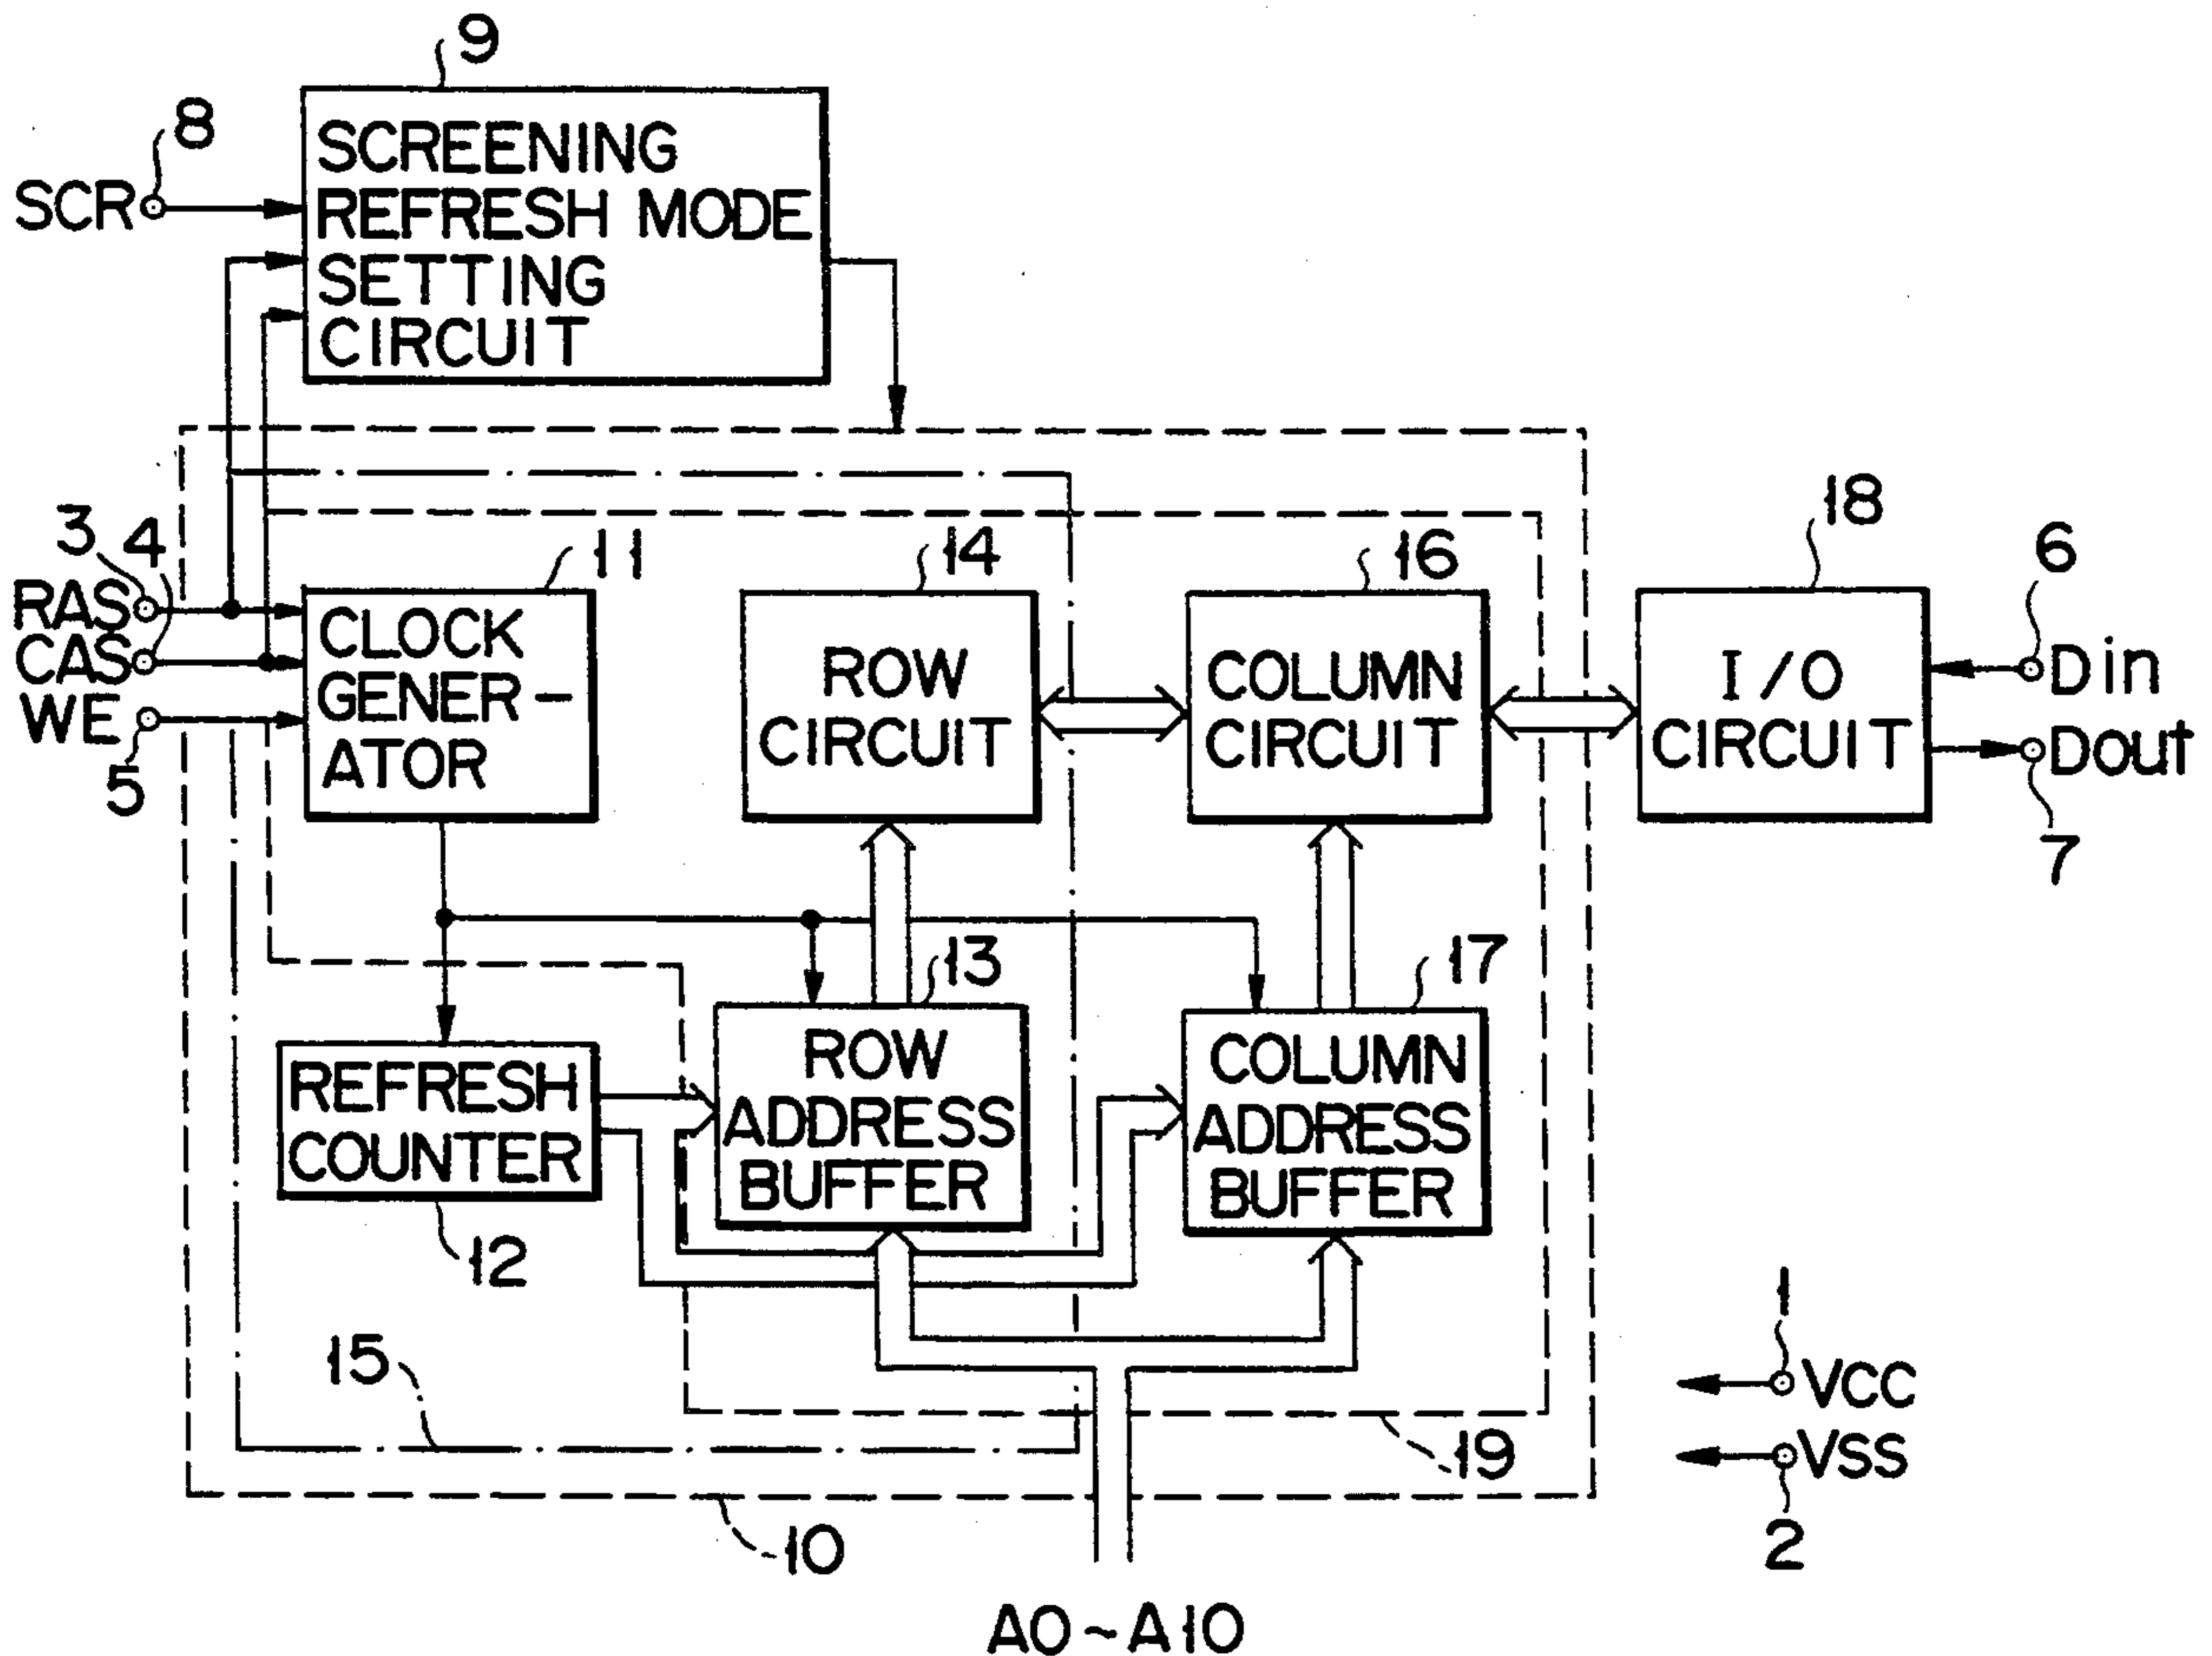 9
8
SCREENING
REFRESH MODE
SETTING
CIRCUIT
SCR
3
4
11
14
16
18
6
RAS
CAS
WE
5
CLOCK
GENER-
ATOR
ROW
CIRCUIT
COLUMN
CIRCUIT
I/O
CIRCUIT
Din
Dout
7
13
17
REFRESH
COUNTER
ROW
ADDRESS
BUFFER
COLUMN
ADDRESS
BUFFER
12
15
1
VCC
VSS
2
19
10
A0~A10